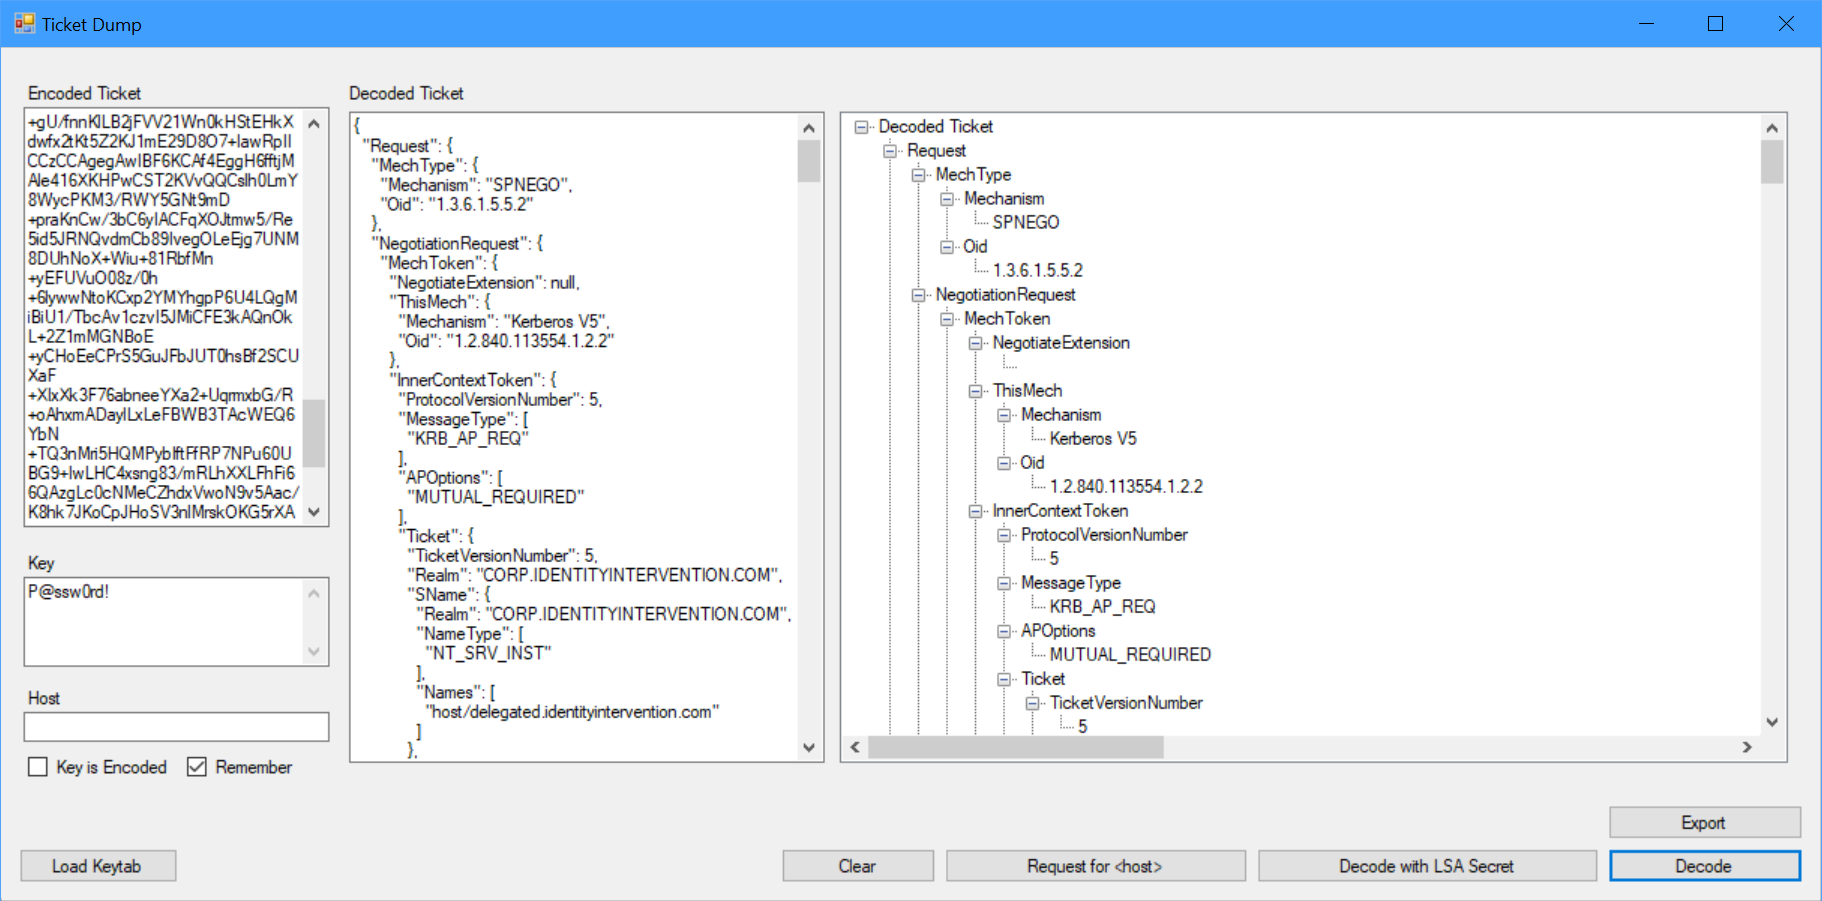 Ticket Dump
Encoded Ticket
+gU/fnnKlLB2jFVV21Wn0kHStEHkX
dwfx2tKt5Z2KJ1mE29D8O7+IawRpIl
CCzCCAgegAwIBF6KCAf4EggH6fftjM
Ale416XKHPwCST2KVvQQCslh0LmY
8WycPKM3/RWY5GNt9mD
+praKnCw/3bC6yIACFqXOJtmw5/Re
5id5JRNQvdmCb89IvegOLeEjg7UNM
8DUhNoX+Wiu+81RbfMn
+yEFUVuO08z/0h
+6lywwNtoKCxp2YMYhgpP6U4LQgM
iBiU1/TbcAv1czvI5JMiCFE3kAQnOk
L+2Z1mMGNBoE
+yCHoEeCPrS5GuJFbJUT0hsBf2SCU
XaF
+XlxXk3F76abneeYXa2+UqrmxbG/R
+oAhxmADayILxLeFBWB3TAcWEQ6
YbN
+TQ3nMri5HQMPybIftFfRP7NPu60U
BG9+IwLHC4xsng83/mRLhXXLFhFi6
6QAzgLc0cNMeCZhdxVwoN9v5Aac/
K8hk7JKoCpJHoSV3nIMrskOKG5rXA
Key
P@ssw0rd!
Host
Key is Encoded
Remember
Decoded Ticket
{
"Request": {
"MechType": {
"Mechanism": "SPNEGO",
"Oid": "1.3.6.1.5.5.2"
},
"NegotiationRequest": {
"MechToken": {
"NegotiateExtension": null,
"ThisMech": {
"Mechanism": "Kerberos V5",
"Oid": "1.2.840.113554.1.2.2"
},
"InnerContextToken": {
"ProtocolVersionNumber": 5,
"MessageType": [
"KRB_AP_REQ"
],
"APOptions": [
"MUTUAL_REQUIRED"
],
"Ticket": {
"TicketVersionNumber": 5,
"Realm": "CORP.IDENTITYINTERVENTION.COM",
"SName": {
"Realm": "CORP.IDENTITYINTERVENTION.COM",
"NameType": [
"NT_SRV_INST"
],
"Names": [
"host/delegated.identityintervention.com"
]
},
Decoded Ticket
Request
MechType
Mechanism
SPNEGO
Oid
1.3.6.1.5.5.2
NegotiationRequest
MechToken
NegotiateExtension
ThisMech
Mechanism
Kerberos V5
Oid
1.2.840.113554.1.2.2
InnerContextToken
ProtocolVersionNumber
5
MessageType
KRB_AP_REQ
APOptions
MUTUAL_REQUIRED
Ticket
TicketVersionNumber
5
Export
Load Keytab
Clear
Request for <host>
Decode with LSA Secret
Decode